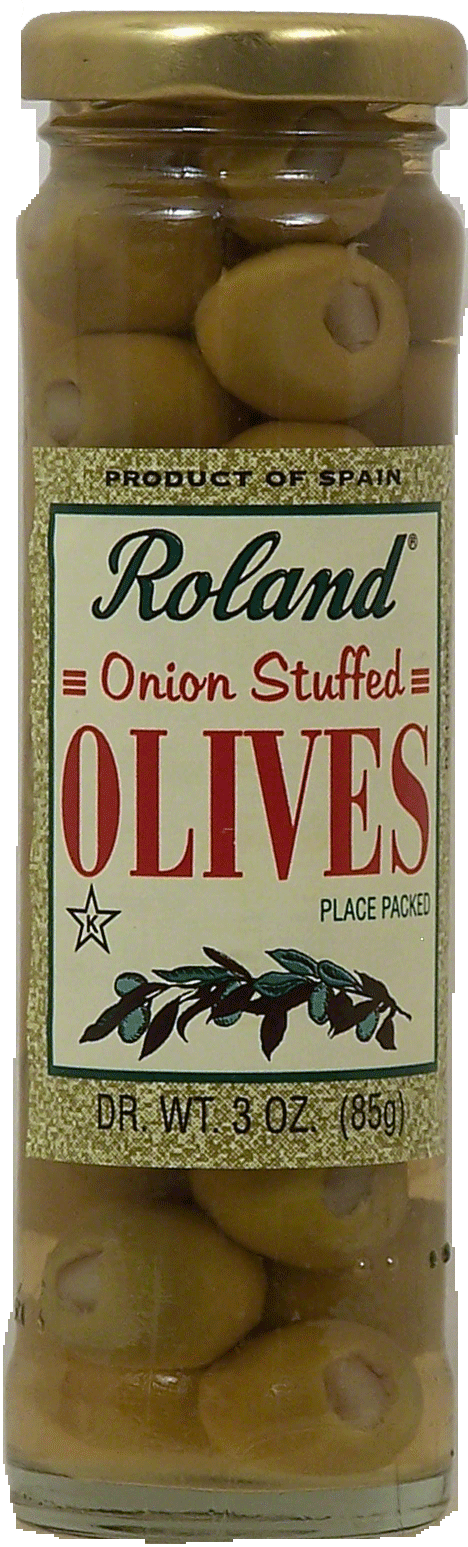 PRODUCT OF SPAIN
Roland®
Onion Stuffed
OLIVES
PLACE PACKED
K
DR. WT. 3 OZ. (85g)